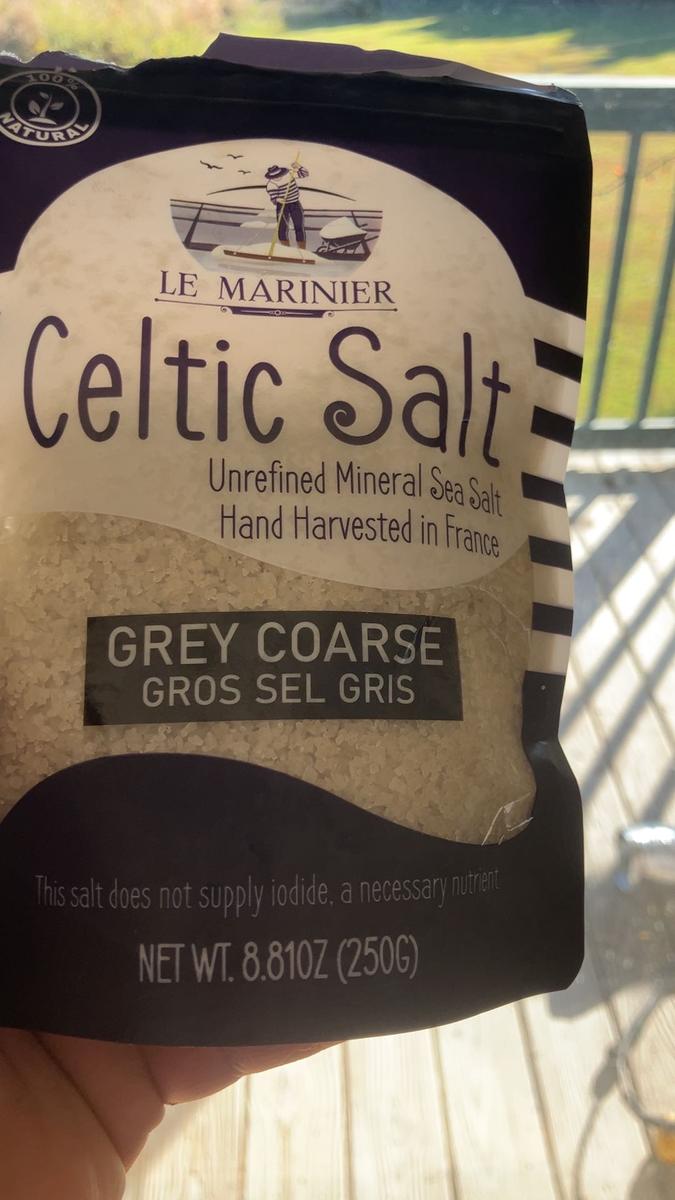 100%
NATURAL
LE MARINIER
Celtic Salt
Unrefined Mineral Sea Salt
Hand Harvested in France
GREY COARSE
GROS SEL GRIS
This salt does not supply iodide, a necessary nutrient
NET WT. 8.81OZ (250G)